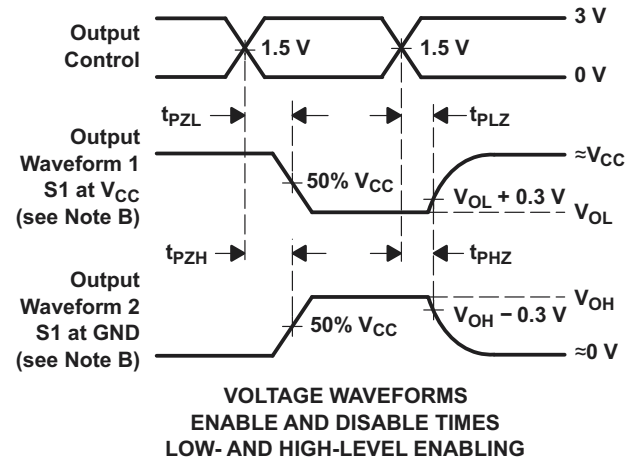 Output
Control
1.5 V
1.5 V
3 V
0 V
tPZL
tPLZ
Output
Waveform 1
S1 at VCC
(see Note B)
50% VCC
≈VCC
VOL + 0.3 V
VOL
tPZH
tPHZ
Output
Waveform 2
S1 at GND
(see Note B)
50% VCC
VOH
VOH − 0.3 V
≈0 V
VOLTAGE WAVEFORMS
ENABLE AND DISABLE TIMES
LOW- AND HIGH-LEVEL ENABLING